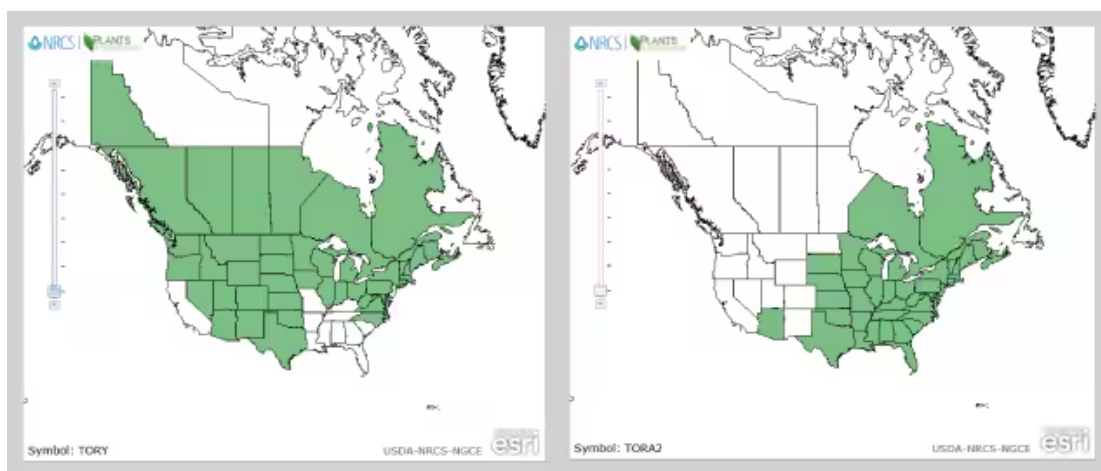 NRCS | PLANTS
Symbol: TORY
USDA-NRCS-NGCE
esri
NRCS | PLANTS
Symbol: TORA2
USDA-NRCS-NGCE
esri